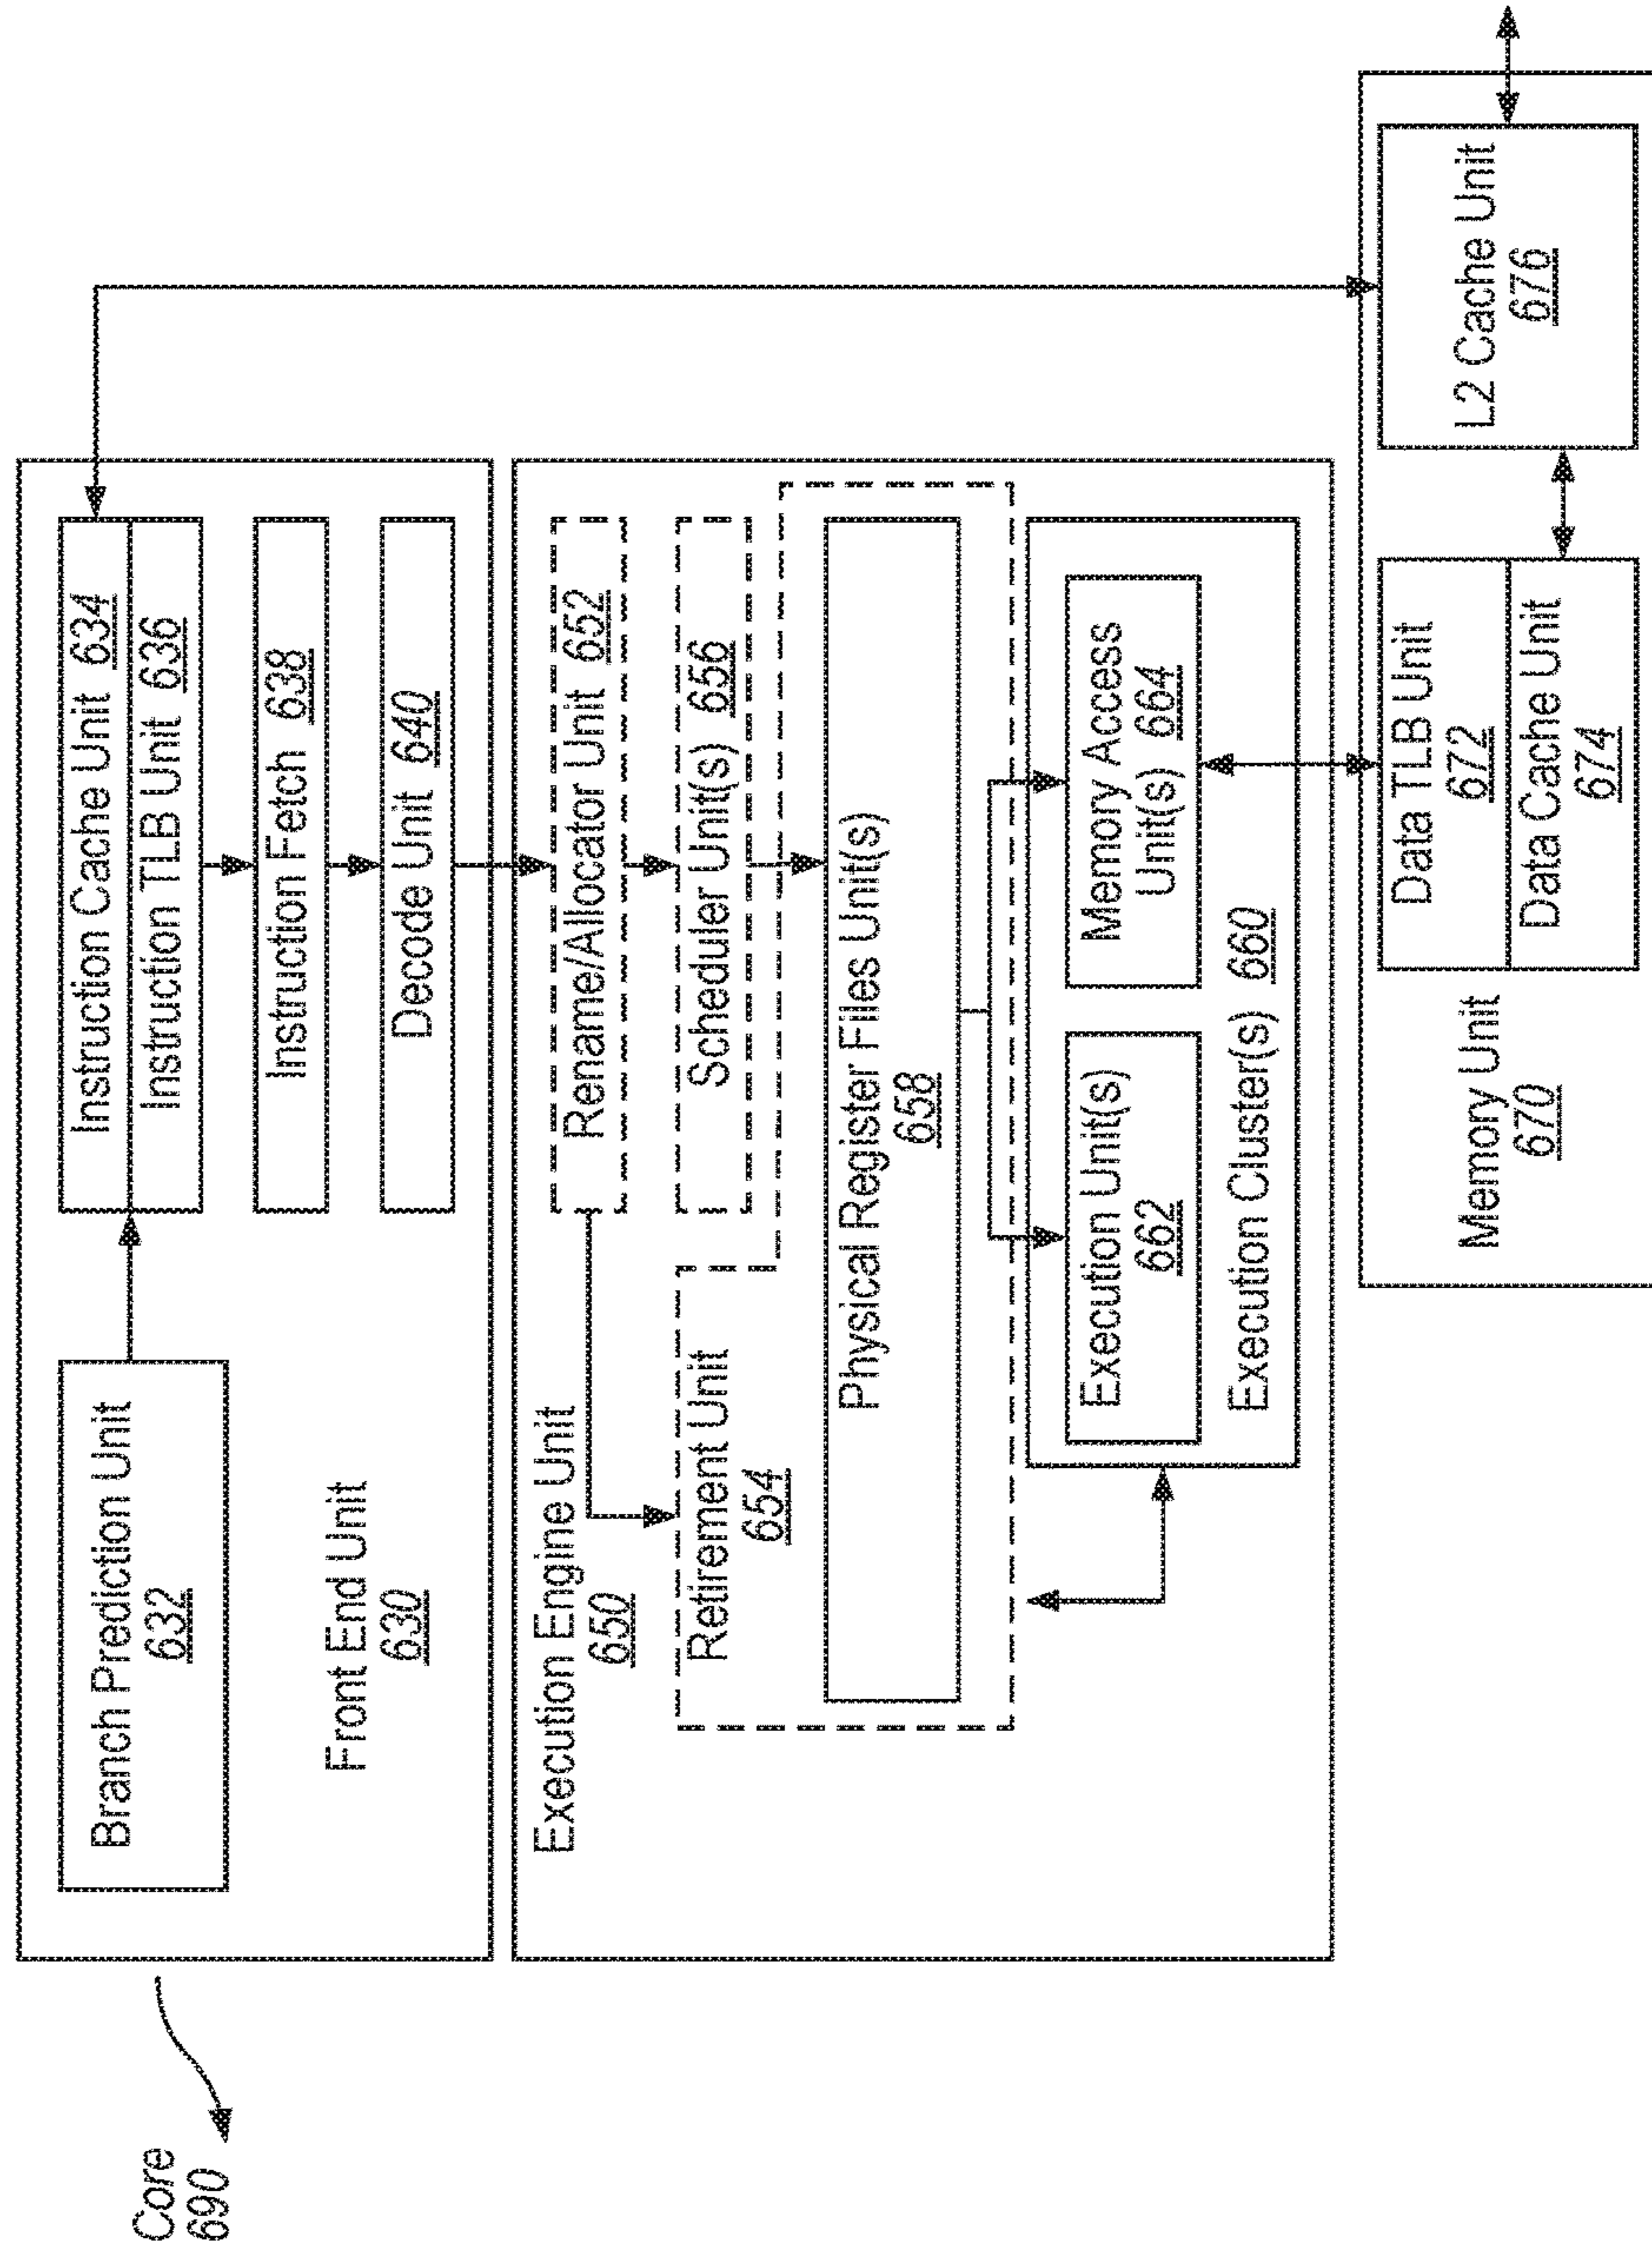 Core
690
Branch Prediction Unit
632
Instruction Cache Unit 634
Instruction TLB Unit 636
Instruction Fetch 638
Front End Unit
630
Decode Unit 640
Execution Engine Unit
650
Rename/Allocator Unit 652
Retirement Unit
654
Scheduler Unit(s) 656
Physical Register Files Unit(s)
658
Execution Unit(s)
662
Memory Access
Unit(s) 664
Execution Cluster(s) 660
Memory Unit
670
Data TLB Unit
672
Data Cache Unit
674
L2 Cache Unit
676